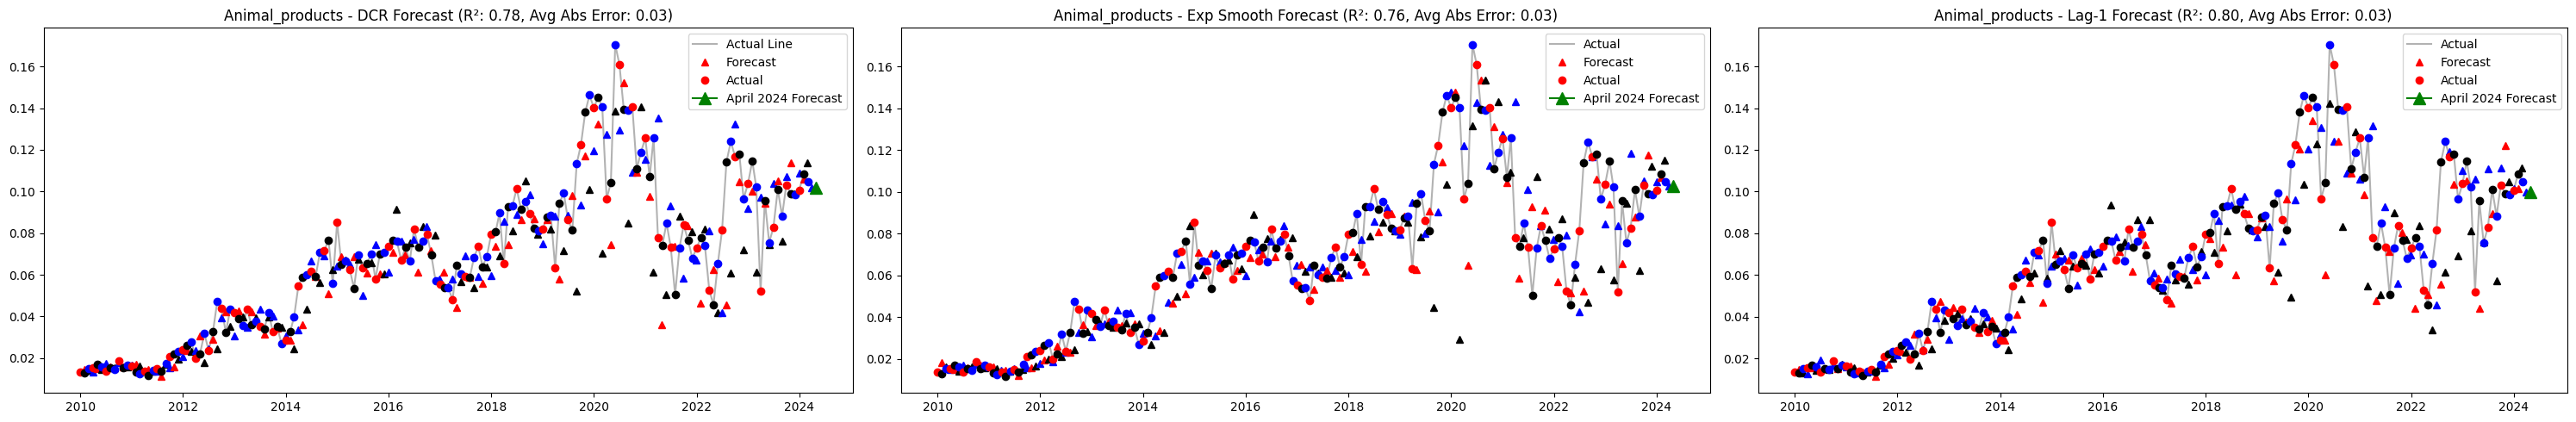 Animal_products - DCR Forecast (R²: 0.78, Avg Abs Error: 0.03)
0.16
0.14
0.12
0.10
0.08
0.06
0.04
0.02
2010 2012 2014 2016 2018 2020 2022 2024
Actual Line
Forecast
Actual
April 2024 Forecast
Animal_products - Exp Smooth Forecast (R²: 0.76, Avg Abs Error: 0.03)
0.16
0.14
0.12
0.10
0.08
0.06
0.04
0.02
2010 2012 2014 2016 2018 2020 2022 2024
Actual
Forecast
Actual
April 2024 Forecast
Animal_products - Lag-1 Forecast (R²: 0.80, Avg Abs Error: 0.03)
0.16
0.14
0.12
0.10
0.08
0.06
0.04
0.02
2010 2012 2014 2016 2018 2020 2022 2024
Actual
Forecast
Actual
April 2024 Forecast